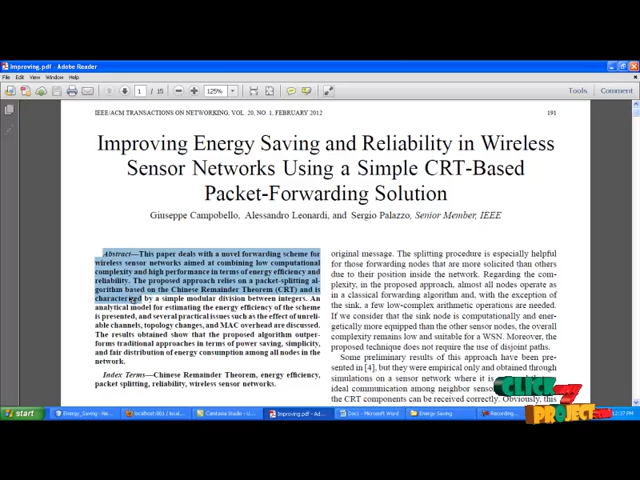 Improving.pdf - Adobe Reader
File Edit View Window Help
1 / 15
125%
Tools
Comment
IEEE/ACM TRANSACTIONS ON NETWORKING, VOL. 20, NO. 1, FEBRUARY 2012
191
Improving Energy Saving and Reliability in Wireless
Sensor Networks Using a Simple CRT-Based
Packet-Forwarding Solution
Giuseppe Campobello, Alessandro Leonardi, and Sergio Palazzo, Senior Member, IEEE
Abstract—This paper deals with a novel forwarding scheme for
wireless sensor networks aimed at combining low computational
complexity and high performance in terms of energy efficiency and
reliability. The proposed approach relies on a packet-splitting al-
gorithm based on the Chinese Remainder Theorem (CRT) and is
characterized by a simple modular division between integers. An
analytical model for estimating the energy efficiency of the scheme
is presented, and several practical issues such as the effect of unreli-
able channels, topology changes, and MAC overhead are discussed.
The results obtained show that the proposed algorithm outper-
forms traditional approaches in terms of power saving, simplicity,
and fair distribution of energy consumption among all nodes in the
network.
Index Terms—Chinese Remainder Theorem, energy efficiency,
packet splitting, reliability, wireless sensor networks.
original message. The splitting procedure is especially helpful
for those forwarding nodes that are more solicited than others
due to their position inside the network. Regarding the com-
plexity, in the proposed approach, almost all nodes operate as
in a classical forwarding algorithm and, with the exception of
the sink, a few low-complex arithmetic operations are needed.
If we consider that the sink node is computationally and ener-
getically more equipped than the other sensor nodes, the overall
complexity remains low and suitable for a WSN. Moreover, the
proposed technique does not require the use of disjoint paths.
Some preliminary results of this approach have been pre-
sented in [4], but they were empirical only and obtained through
simulations on a sensor network where it is
ideal communication among neighbor sensor
the CRT components can be received correctly. Obviously, this
CLICK
PROJECT.COM
start
Energy_Saving - Ne...
localhost:801 / local...
Camtasia Studio - U...
Improving.pdf - Ado...
Doc1 - Microsoft Word
Energy Saving
Recording...
12:37 PM